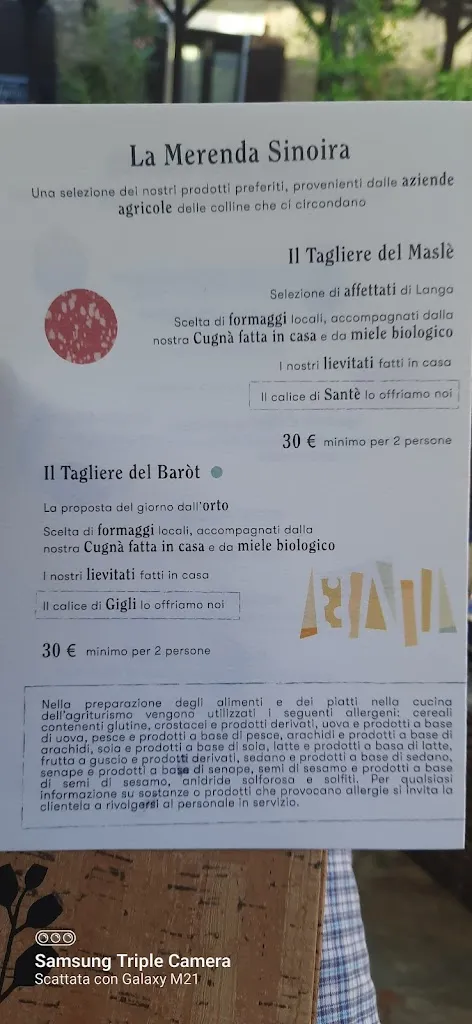 La Merenda Sinoira
Una selezione dei nostri prodotti preferiti, provenienti dalle aziende
agricole delle colline che ci circondano
Il Tagliere del Maslè
Selezione di affettati di Langa
Scelta di formaggi locali, accompagnati dalla
nostra Cugnà fatta in casa e da miele biologico
I nostri lievitati fatti in casa
Il calice di Santè lo offriamo noi
30 € minimo per 2 persone
Il Tagliere del Baròt
La proposta del giorno dall'orto
Scelta di formaggi locali, accompagnati dalla
nostra Cugnà fatta in casa e da miele biologico
I nostri lievitati fatti in casa
Il calice di Gigli lo offriamo noi
30 € minimo per 2 persone
Nella preparazione degli alimenti e dei piatti nella cucina
dell'agriturismo vengono utilizzati i seguenti allergeni: cereali
contenenti glutine, crostacei e prodotti derivati, uova e prodotti a base
di uova, pesce e prodotti a base di pesce, arachidi e prodotti a base di
arachidi, soia e prodotti a base di soia, latte e prodotti a base di latte,
frutta a guscio e prodotti derivati, sedano e prodotti a base di sedano,
senape e prodotti a base di senape, semi di sesamo e prodotti a base
di semi di sesamo, anidride solforosa e solfiti. Per qualsiasi
informazione su sostanze o prodotti che provocano allergie si invita la
clientela a rivolgersi al personale in servizio.
Samsung Triple Camera
Scattata con Galaxy M21